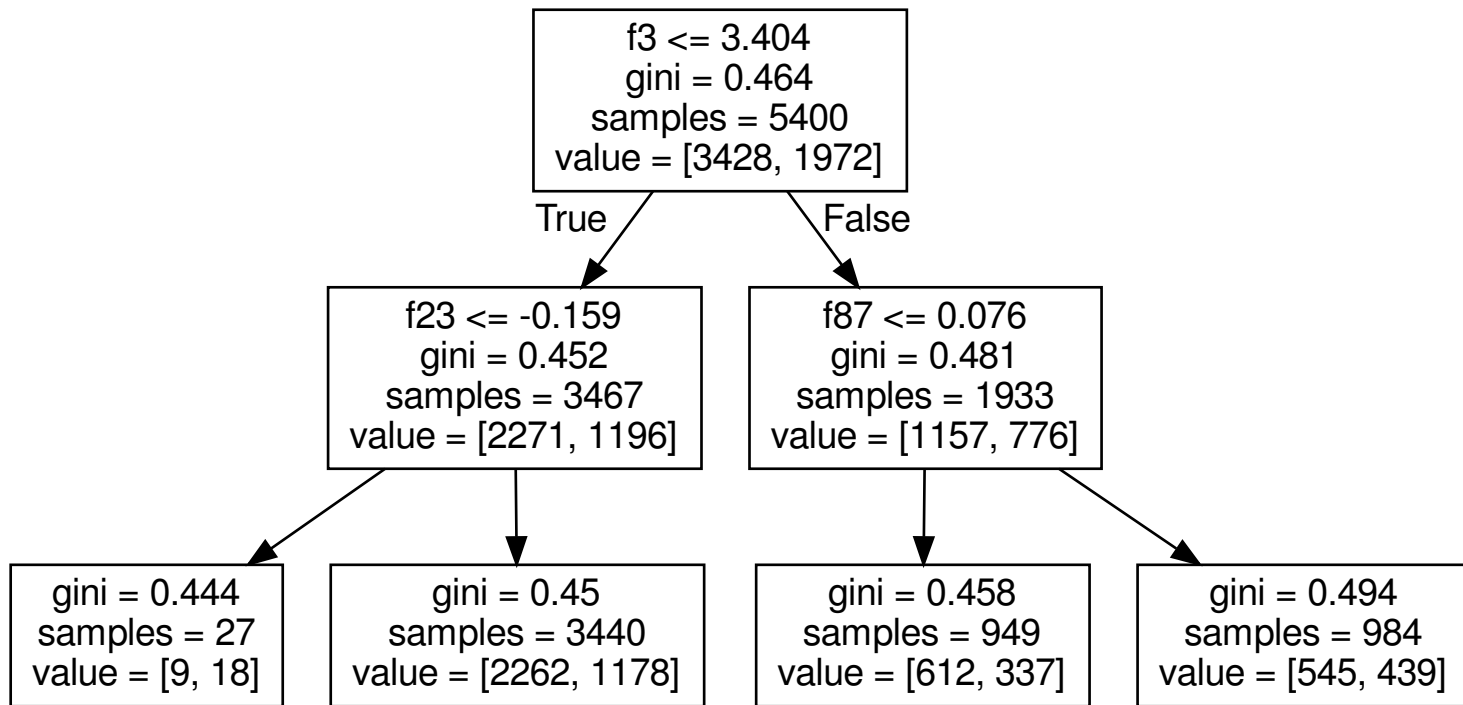 f3 <= 3.404
gini = 0.464
samples = 5400
value = [3428, 1972]
True
False
f23 <= -0.159
gini = 0.452
samples = 3467
value = [2271, 1196]
f87 <= 0.076
gini = 0.481
samples = 1933
value = [1157, 776]
gini = 0.444
samples = 27
value = [9, 18]
gini = 0.45
samples = 3440
value = [2262, 1178]
gini = 0.458
samples = 949
value = [612, 337]
gini = 0.494
samples = 984
value = [545, 439]